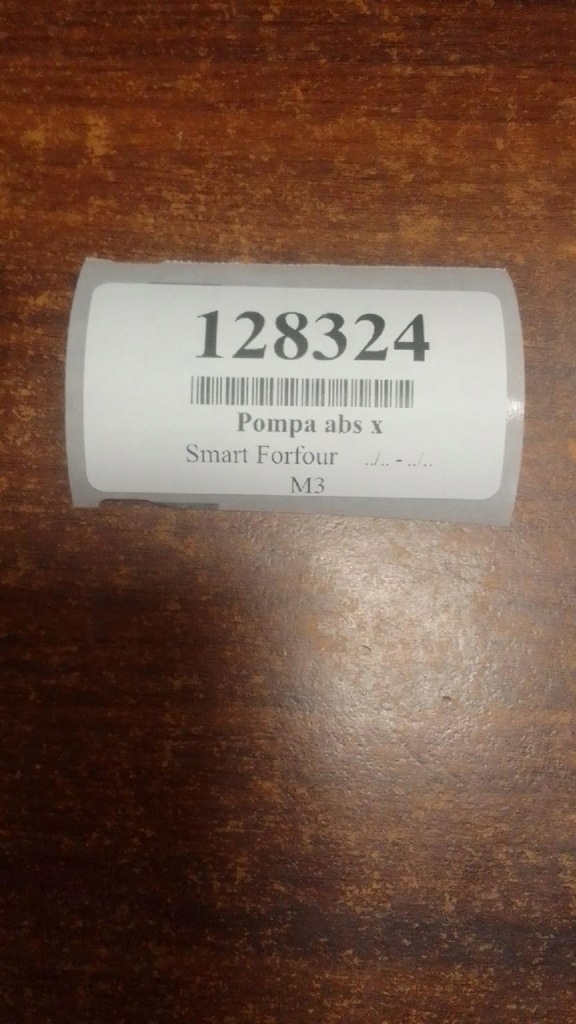 128324
Pompa abs x
Smart Forfour ../.. - ../..
M3